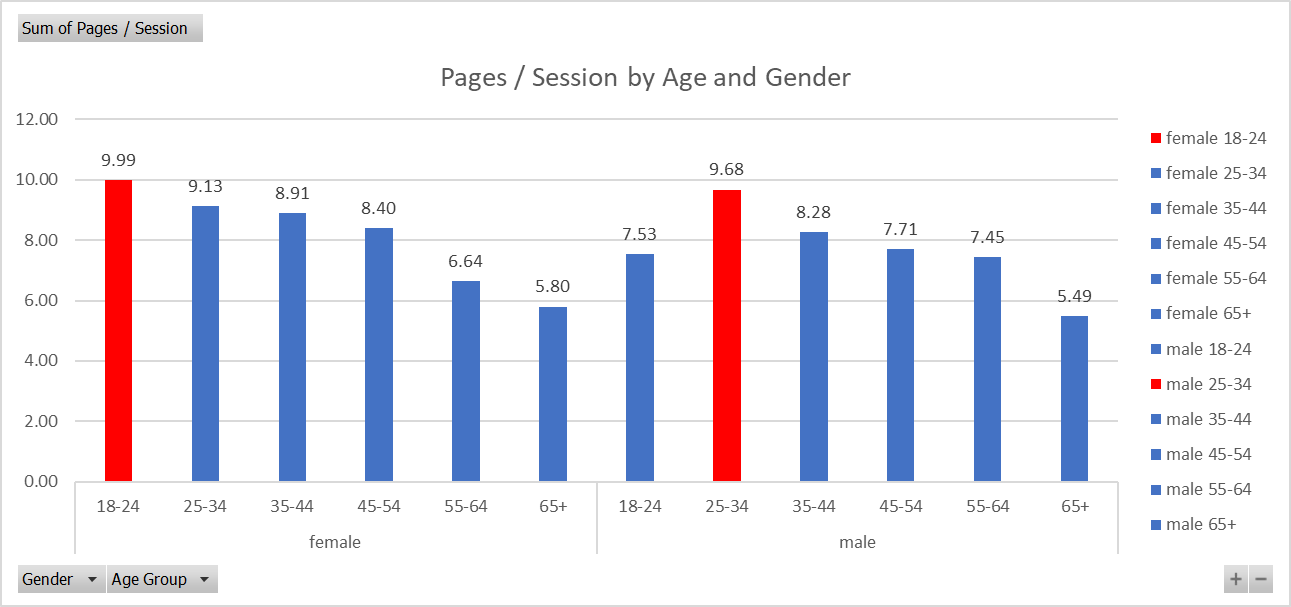 Sum of Pages / Session
Pages / Session by Age and Gender
12.00
10.00
8.00
6.00
4.00
2.00
0.00
9.99
9.13
8.91
8.40
6.64
5.80
7.53
9.68
8.28
7.71
7.45
5.49
18-24 25-34 35-44 45-54 55-64 65+ 18-24 25-34 35-44 45-54 55-64 65+
female male
female 18-24
female 25-34
female 35-44
female 45-54
female 55-64
female 65+
male 18-24
male 25-34
male 35-44
male 45-54
male 55-64
male 65+
Gender Age Group
+ −